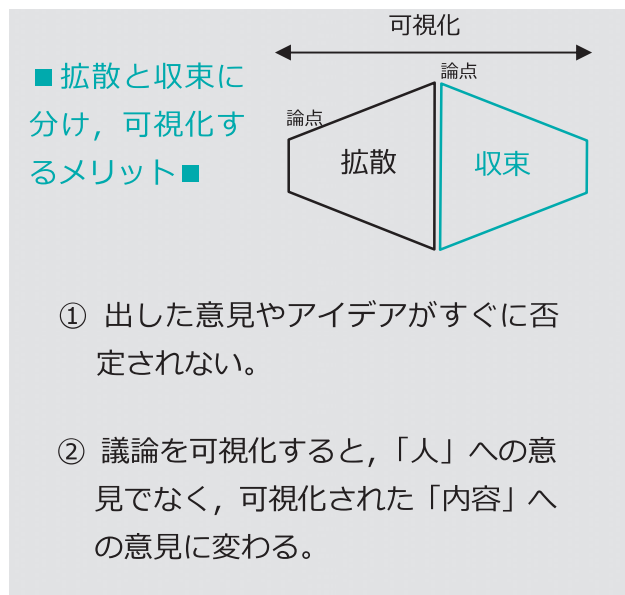 可視化
■拡散と収束に
分け，可視化す
るメリット■
論点
論点
拡散
収束
① 出した意見やアイデアがすぐに否
定されない。
② 議論を可視化すると，「人」への意
見でなく，可視化された「内容」へ
の意見に変わる。